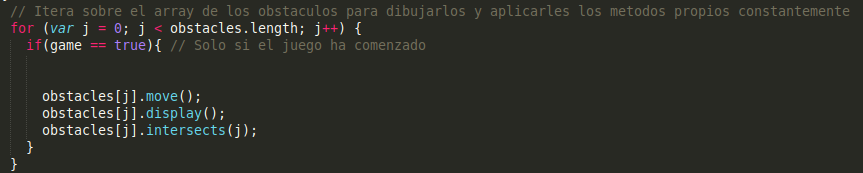 // Itera sobre el array de los obstaculos para dibujarlos y aplicarles los metodos propios constantemente
for (var j = 0; j < obstacles.length; j++) {
if(game == true){ // Solo si el juego ha comenzado
obstacles[j].move();
obstacles[j].display();
obstacles[j].intersects(j);
}
}